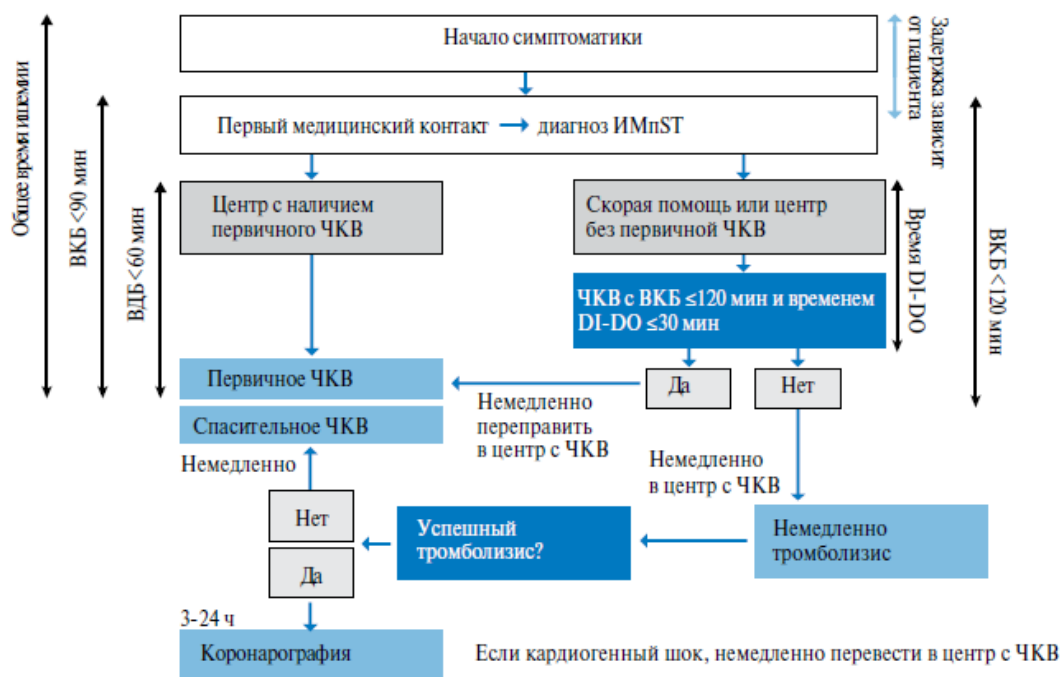 Начало симптоматики
Задержка зависит
от пациента
Первый медицинский контакт
диагноз ИМпST
Общее время ишемии
ВКБ <90 мин
ВДБ <60 мин
Центр с наличием
первичного ЧКВ
Скорая помощь или центр
без первичной ЧКВ
Время DI-DO
ВКБ <120 мин
ЧКВ с ВКБ ≤120 мин и временем
DI-DO ≤30 мин
Первичное ЧКВ
Да
Нет
Немедленно
переправить
в центр с ЧКВ
Спасительное ЧКВ
Немедленно
Немедленно
в центр с ЧКВ
Нет
Да
Успешный
тромболизис?
Немедленно
тромболизис
3-24 ч
Коронарография
Если кардиогенный шок, немедленно перевести в центр с ЧКВ